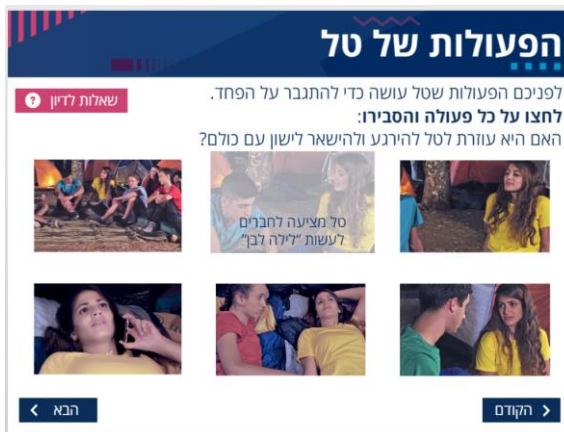 הפעולות של טל
לפניכם הפעולות שטל עושה כדי להתגבר על הפחד.
לחצו על כל פעולה והסבירו:
האם היא עוזרת לטל להירגע ולהישאר לישון עם כולם?
שאלות לדיון ?
טל מציעה לחברים
לעשות "לילה לבן"
הקודם
הבא